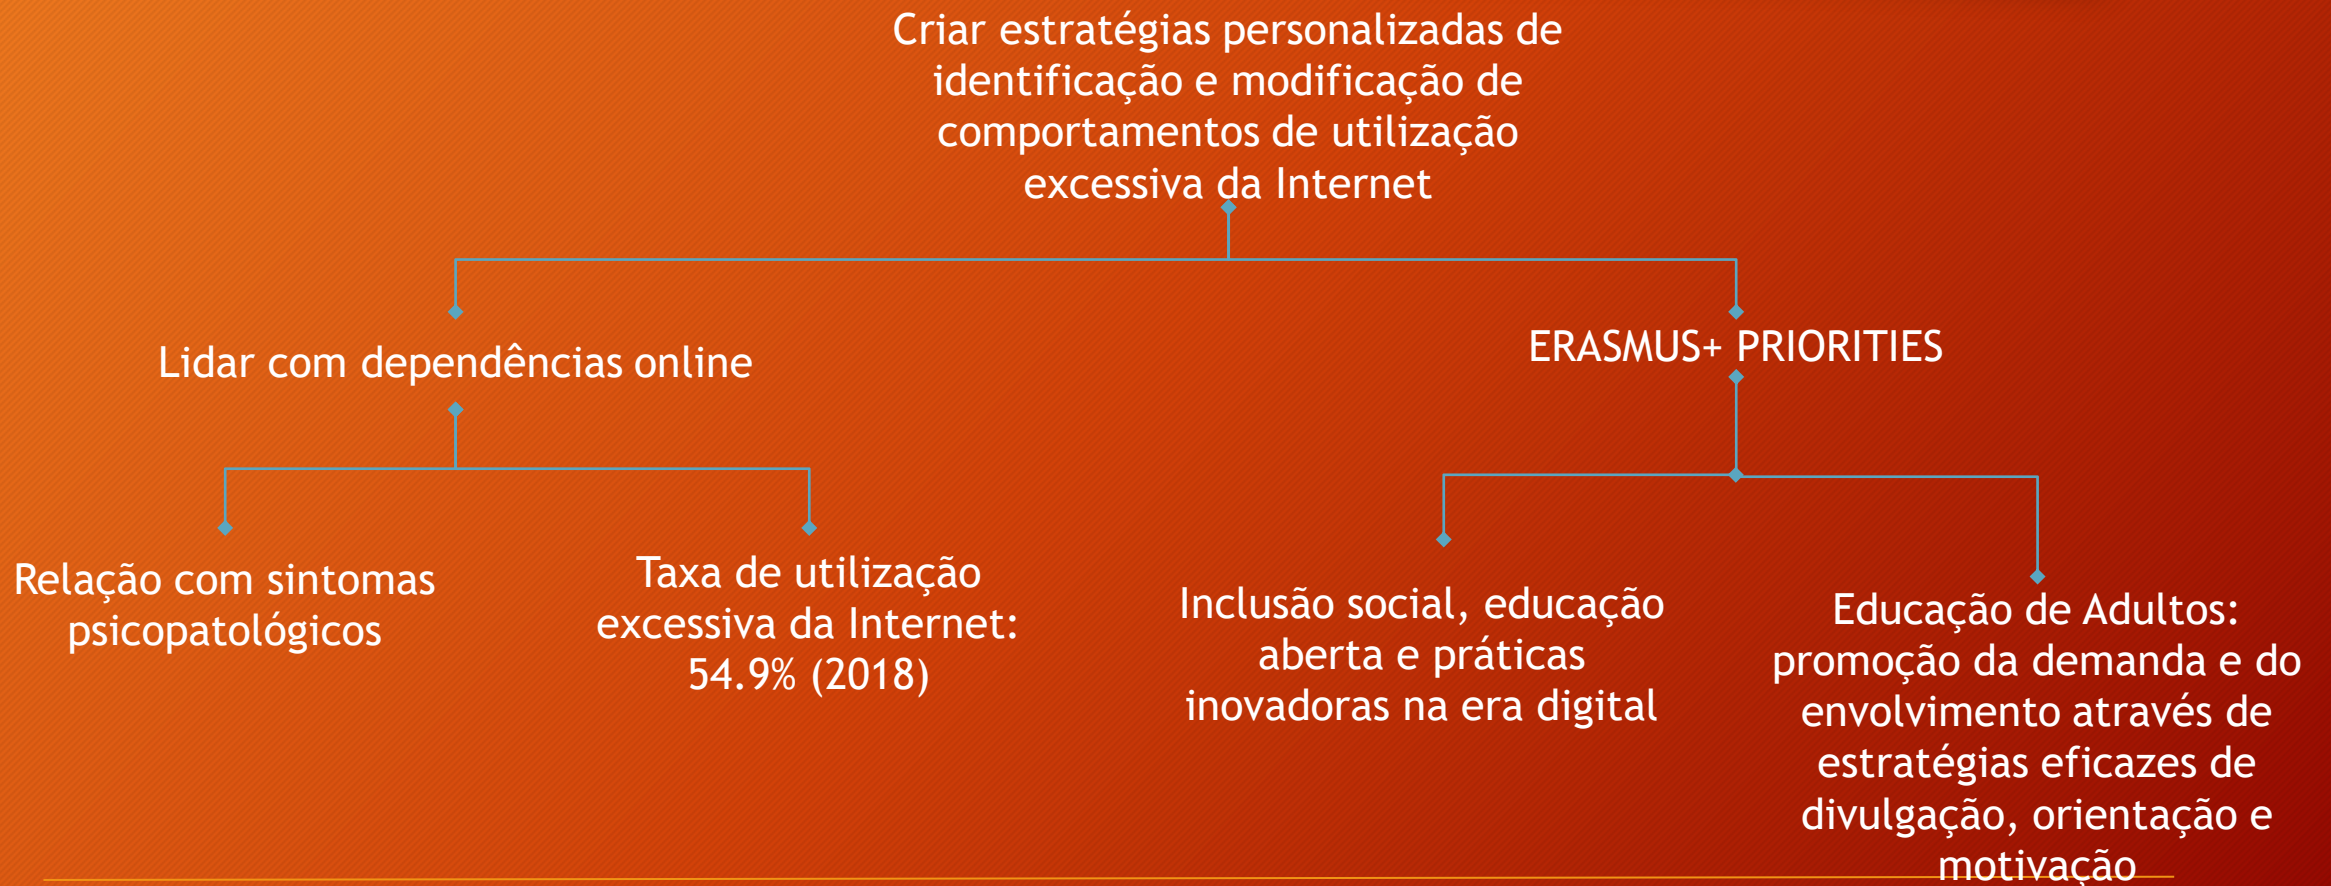 Criar estratégias personalizadas de
identificação e modificação de
comportamentos de utilização
excessiva da Internet
Lidar com dependências online
ERASMUS+ PRIORITIES
Relação com sintomas
psicopatológicos
Taxa de utilização
excessiva da Internet:
54.9% (2018)
Inclusão social, educação
aberta e práticas
inovadoras na era digital
Educação de Adultos:
promoção da demanda e do
envolvimento através de
estratégias eficazes de
divulgação, orientação e
motivação